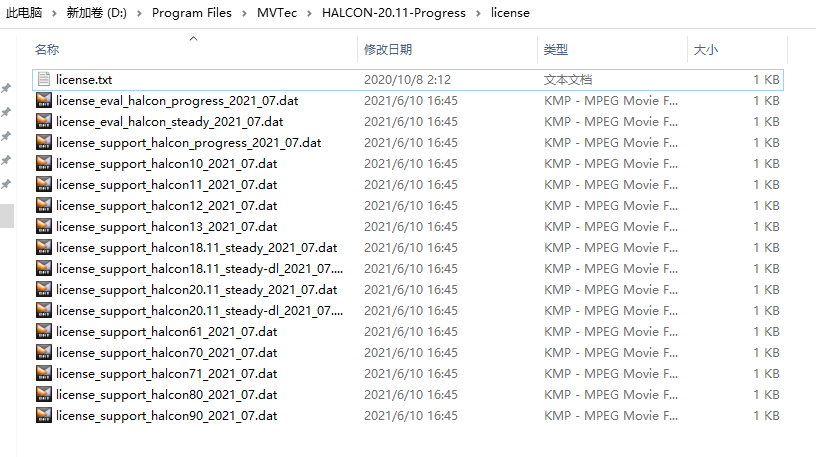 此电脑 > 新加卷 (D:) > Program Files > MVTec > HALCON-20.11-Progress > license
名称 修改日期 类型 大小
license.txt 2020/10/8 2:12 文本文档 1 KB
license_eval_halcon_progress_2021_07.dat 2021/6/10 16:45 KMP - MPEG Movie F... 1 KB
license_eval_halcon_steady_2021_07.dat 2021/6/10 16:45 KMP - MPEG Movie F... 1 KB
license_support_halcon_progress_2021_07.dat 2021/6/10 16:45 KMP - MPEG Movie F... 1 KB
license_support_halcon10_2021_07.dat 2021/6/10 16:45 KMP - MPEG Movie F... 1 KB
license_support_halcon11_2021_07.dat 2021/6/10 16:45 KMP - MPEG Movie F... 1 KB
license_support_halcon12_2021_07.dat 2021/6/10 16:45 KMP - MPEG Movie F... 1 KB
license_support_halcon13_2021_07.dat 2021/6/10 16:45 KMP - MPEG Movie F... 1 KB
license_support_halcon18.11_steady_2021_07.dat 2021/6/10 16:45 KMP - MPEG Movie F... 1 KB
license_support_halcon18.11_steady-dl_2021_07.... 2021/6/10 16:45 KMP - MPEG Movie F... 1 KB
license_support_halcon20.11_steady_2021_07.dat 2021/6/10 16:45 KMP - MPEG Movie F... 1 KB
license_support_halcon20.11_steady-dl_2021_07.... 2021/6/10 16:45 KMP - MPEG Movie F... 1 KB
license_support_halcon61_2021_07.dat 2021/6/10 16:45 KMP - MPEG Movie F... 1 KB
license_support_halcon70_2021_07.dat 2021/6/10 16:45 KMP - MPEG Movie F... 1 KB
license_support_halcon71_2021_07.dat 2021/6/10 16:45 KMP - MPEG Movie F... 1 KB
license_support_halcon80_2021_07.dat 2021/6/10 16:45 KMP - MPEG Movie F... 1 KB
license_support_halcon90_2021_07.dat 2021/6/10 16:45 KMP - MPEG Movie F... 1 KB